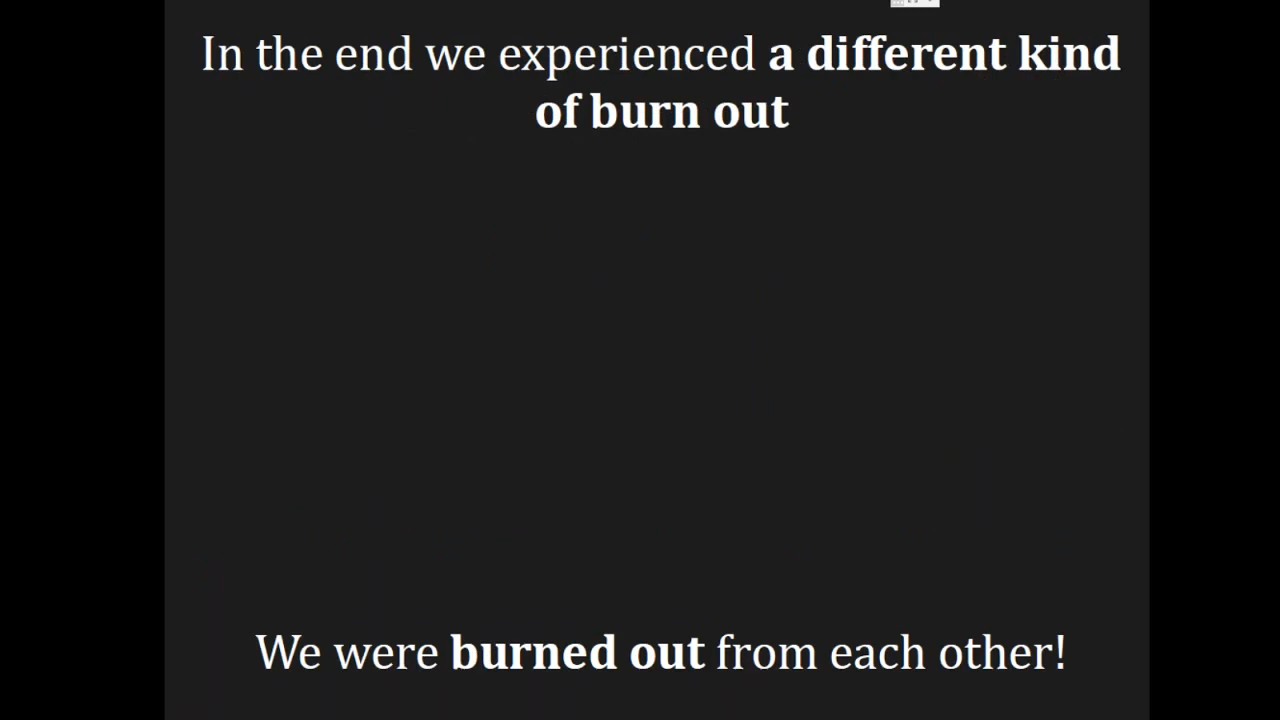 In the end we experienced a different kind
of burn out
We were burned out from each other!